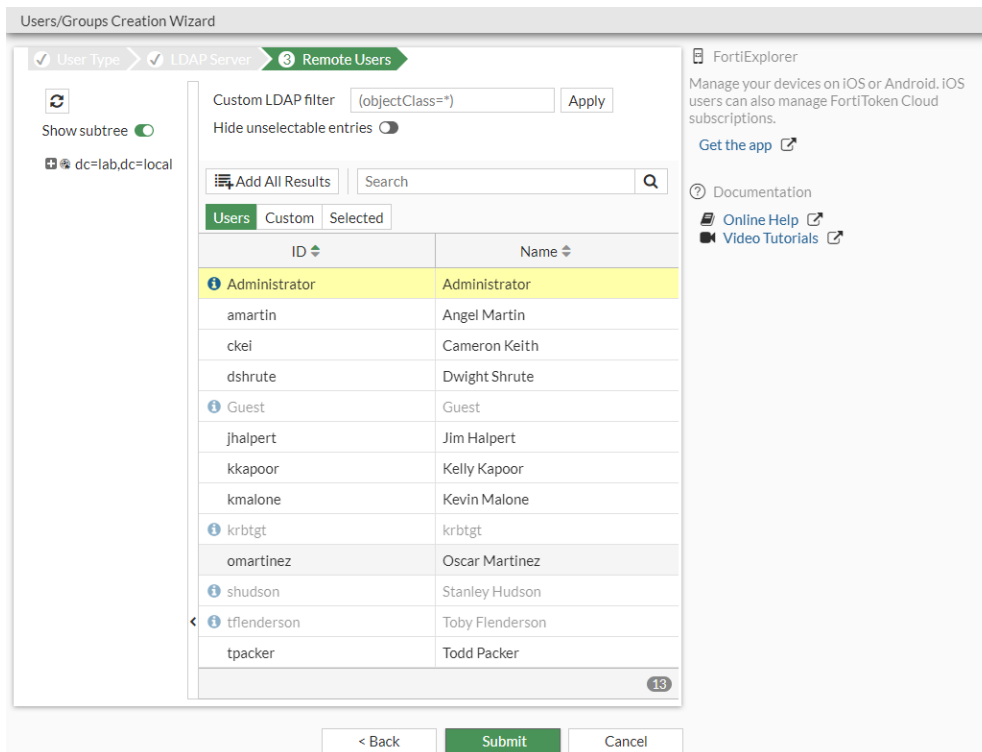 Users/Groups Creation Wizard
User Type
LDAP Server
3 Remote Users
Show subtree
dc=lab,dc=local
Custom LDAP filter (objectClass=*) Apply
Hide unselectable entries
Add All Results Search
Users Custom Selected
ID Name
Administrator Administrator
amartin Angel Martin
ckei Cameron Keith
dshrute Dwight Shrute
Guest Guest
jhalpert Jim Halpert
kkapoor Kelly Kapoor
kmalone Kevin Malone
krbtgt krbtgt
omartinez Oscar Martinez
shudson Stanley Hudson
tflenderson Toby Flenderson
tpacker Todd Packer
13
< Back Submit Cancel
FortiExplorer
Manage your devices on iOS or Android. iOS
users can also manage FortiToken Cloud
subscriptions.
Get the app
Documentation
Online Help
Video Tutorials